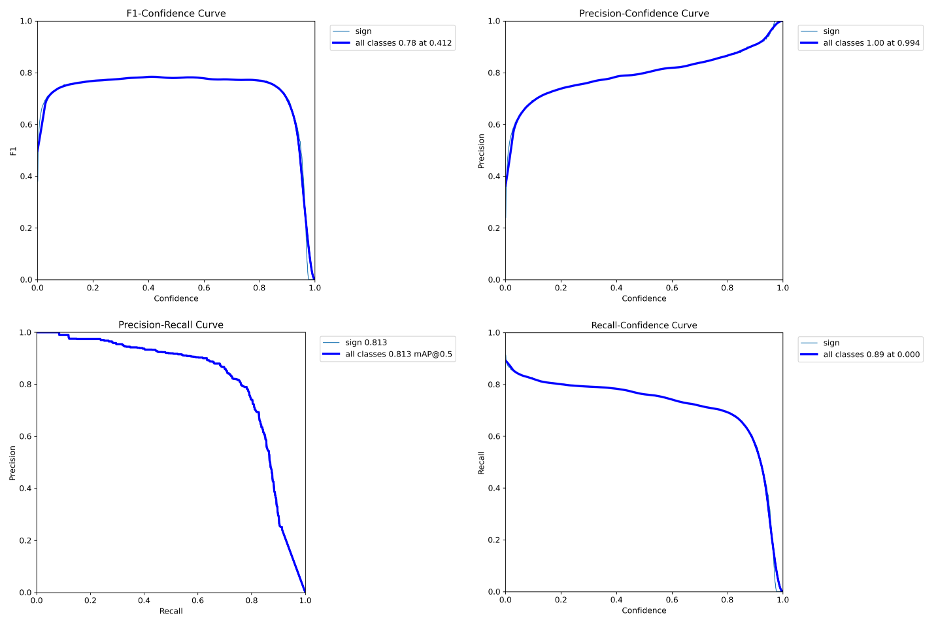 F1-Confidence Curve
1.0
0.8
0.6
0.4
0.2
0.0
F1
0.0 0.2 0.4 0.6 0.8 1.0
Confidence
sign
all classes 0.78 at 0.412
Precision-Confidence Curve
1.0
0.8
0.6
0.4
0.2
0.0
Precision
0.0 0.2 0.4 0.6 0.8 1.0
Confidence
sign
all classes 1.00 at 0.994
Precision-Recall Curve
1.0
0.8
0.6
0.4
0.2
0.0
Precision
0.0 0.2 0.4 0.6 0.8 1.0
Recall
sign 0.813
all classes 0.813 mAP@0.5
Recall-Confidence Curve
1.0
0.8
0.6
0.4
0.2
0.0
Recall
0.0 0.2 0.4 0.6 0.8 1.0
Confidence
sign
all classes 0.89 at 0.000